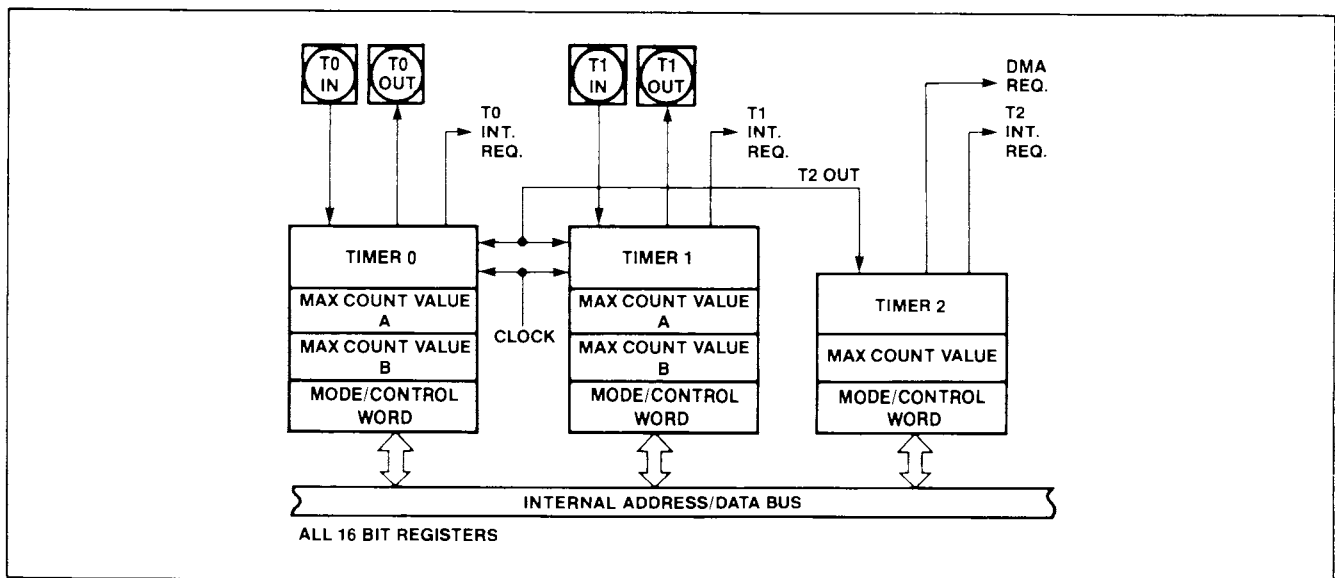 T0
IN
T0
OUT
T0
INT.
REQ.
T1
IN
T1
OUT
T1
INT.
REQ.
DMA
REQ.
T2
INT.
REQ.
T2 OUT
CLOCK
TIMER 0
MAX COUNT VALUE
A
MAX COUNT VALUE
B
MODE/CONTROL
WORD
TIMER 1
MAX COUNT VALUE
A
MAX COUNT VALUE
B
MODE/CONTROL
WORD
TIMER 2
MAX COUNT VALUE
MODE/CONTROL
WORD
INTERNAL ADDRESS/DATA BUS
ALL 16 BIT REGISTERS